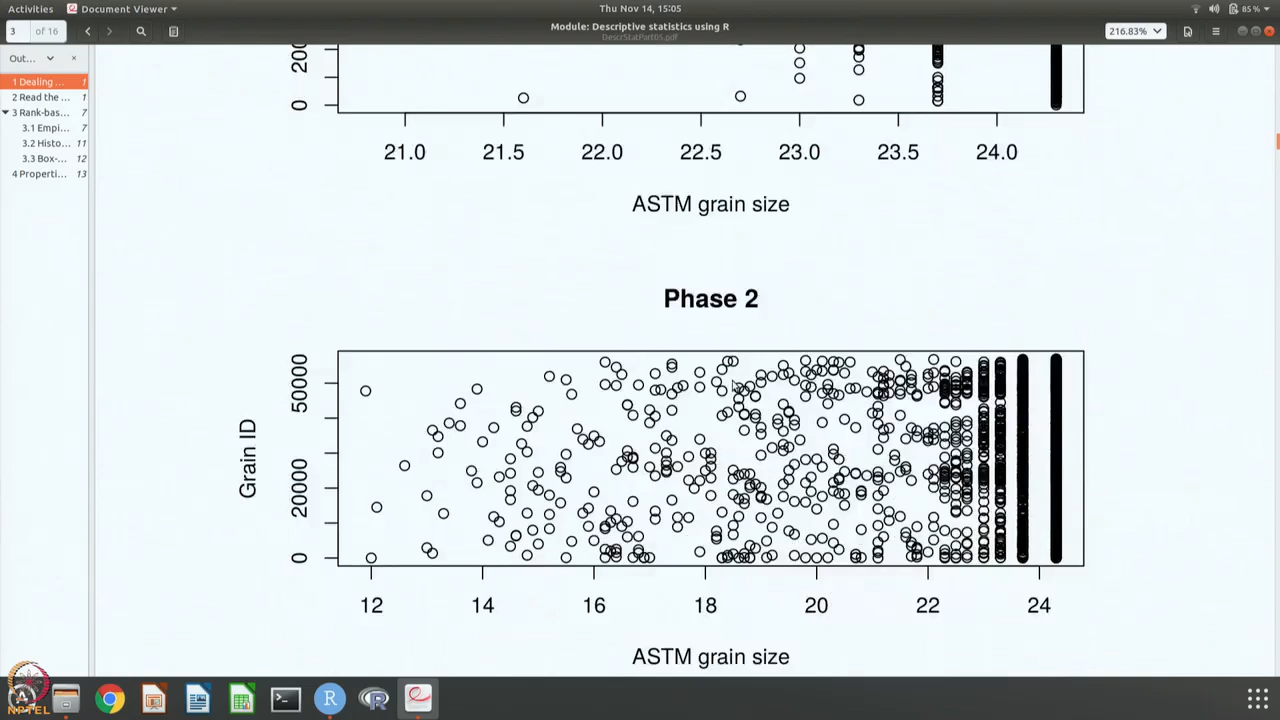 Activities
Document Viewer
Thu Nov 14, 15:05
85 %
3
of 16
Module: Descriptive statistics using R
DescrStatPart05.pdf
216.83%
Out...
1 Dealing ... 1
2 Read the ... 1
3 Rank-bas... 7
3.1 Empi... 7
3.2 Histo... 11
3.3 Box-... 12
4 Properti... 13
0
21.0 21.5 22.0 22.5 23.0 23.5 24.0
ASTM grain size
Phase 2
Grain ID
50000
20000
0
12 14 16 18 20 22 24
ASTM grain size
NPTEL